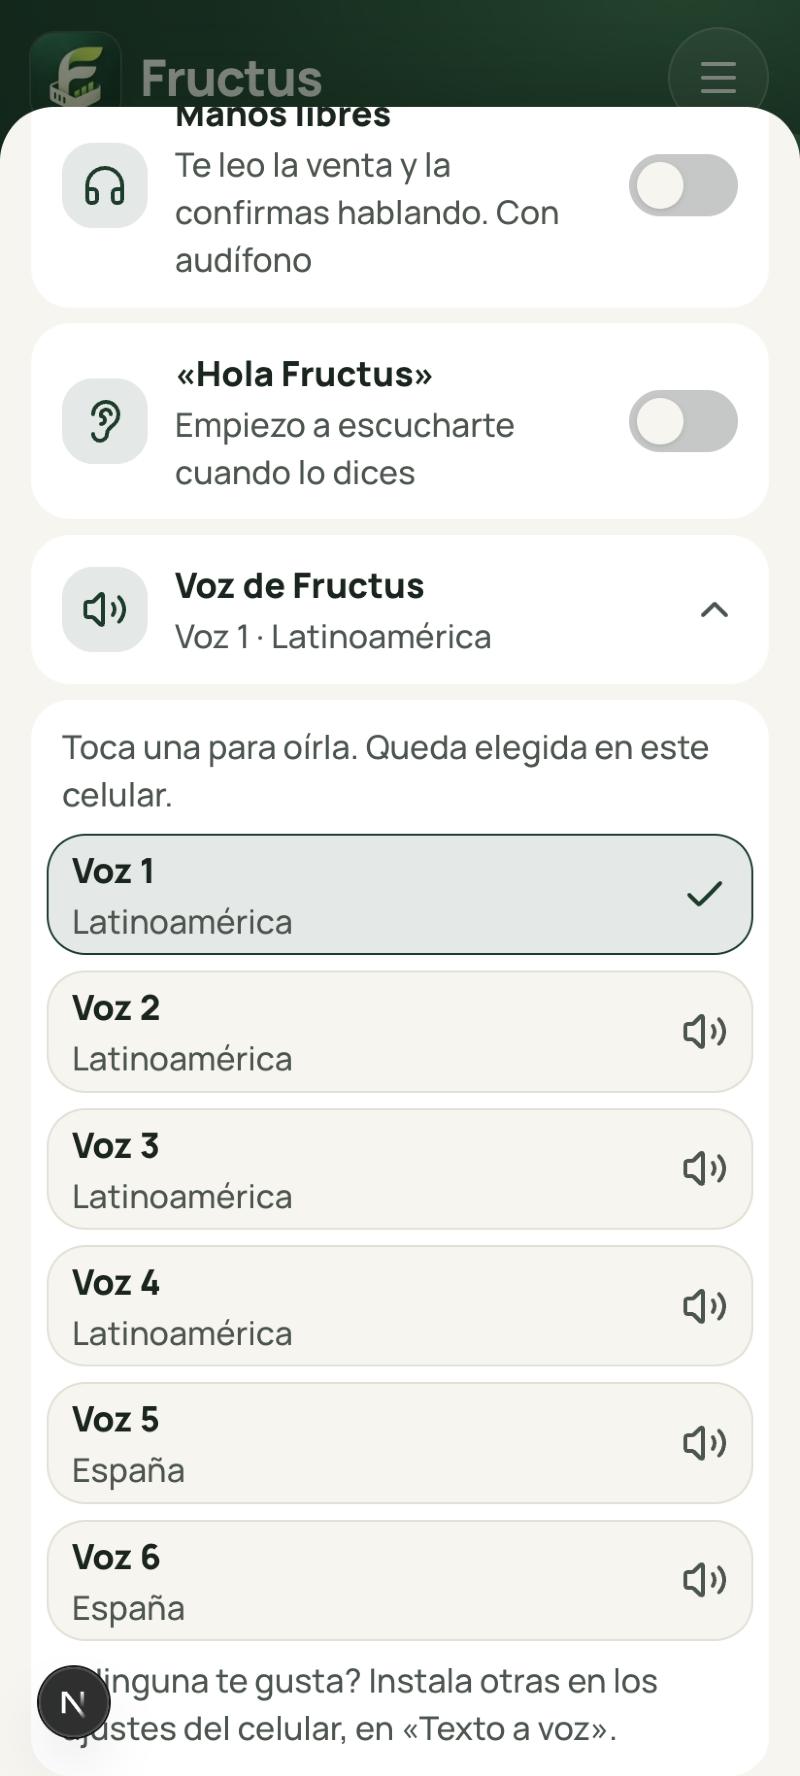 Fructus
Manos libres
Te leo la venta y la
confirmas hablando. Con
audífono
«Hola Fructus»
Empiezo a escucharte
cuando lo dices
Voz de Fructus
Voz 1 · Latinoamérica
Toca una para oírla. Queda elegida en este
celular.
Voz 1
Latinoamérica
Voz 2
Latinoamérica
Voz 3
Latinoamérica
Voz 4
Latinoamérica
Voz 5
España
Voz 6
España
te gusta? Instala otras en los
del celular, en «Texto a voz».